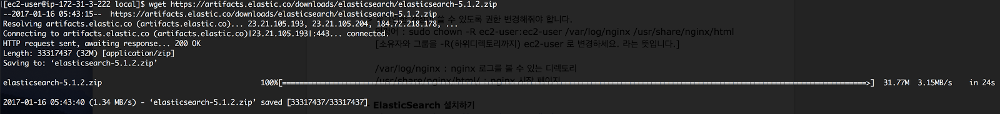 [ec2-user@ip-172-31-3-222 local]$ wget https://artifacts.elastic.co/downloads/elasticsearch/elasticsearch-5.1.2.zip
--2017-01-16 05:43:15--  https://artifacts.elastic.co/downloads/elasticsearch/elasticsearch-5.1.2.zip
쓸 수 있도록 권한 변경해줘야 합니다.
Resolving artifacts.elastic.co (artifacts.elastic.co)... 23.21.105.193, 23.21.105.204, 184.72.218.178, ...
: sudo chown -R ec2-user:ec2-user /var/log/nginx /usr/share/nginx/html
Connecting to artifacts.elastic.co (artifacts.elastic.co)|23.21.105.193|:443... connected.
HTTP request sent, awaiting response... 200 OK
[소유자와 그룹을 -R(하위디렉토리까지) ec2-user 로 변경하세요. 라는 뜻입니다.]
Length: 33317437 (32M) [application/zip]
Saving to: ‘elasticsearch-5.1.2.zip’
/var/log/nginx : nginx 로그를 볼 수 있는 디렉토리
/usr/share/nginx/html/ : nginx 시작 페이지
elasticsearch-5.1.2.zip 100%[==================================================================>] 31.77M 3.15MB/s in 24s
2017-01-16 05:43:40 (1.34 MB/s) - ‘elasticsearch-5.1.2.zip’ saved [33317437/33317437]
- ElasticSearch 설치하기